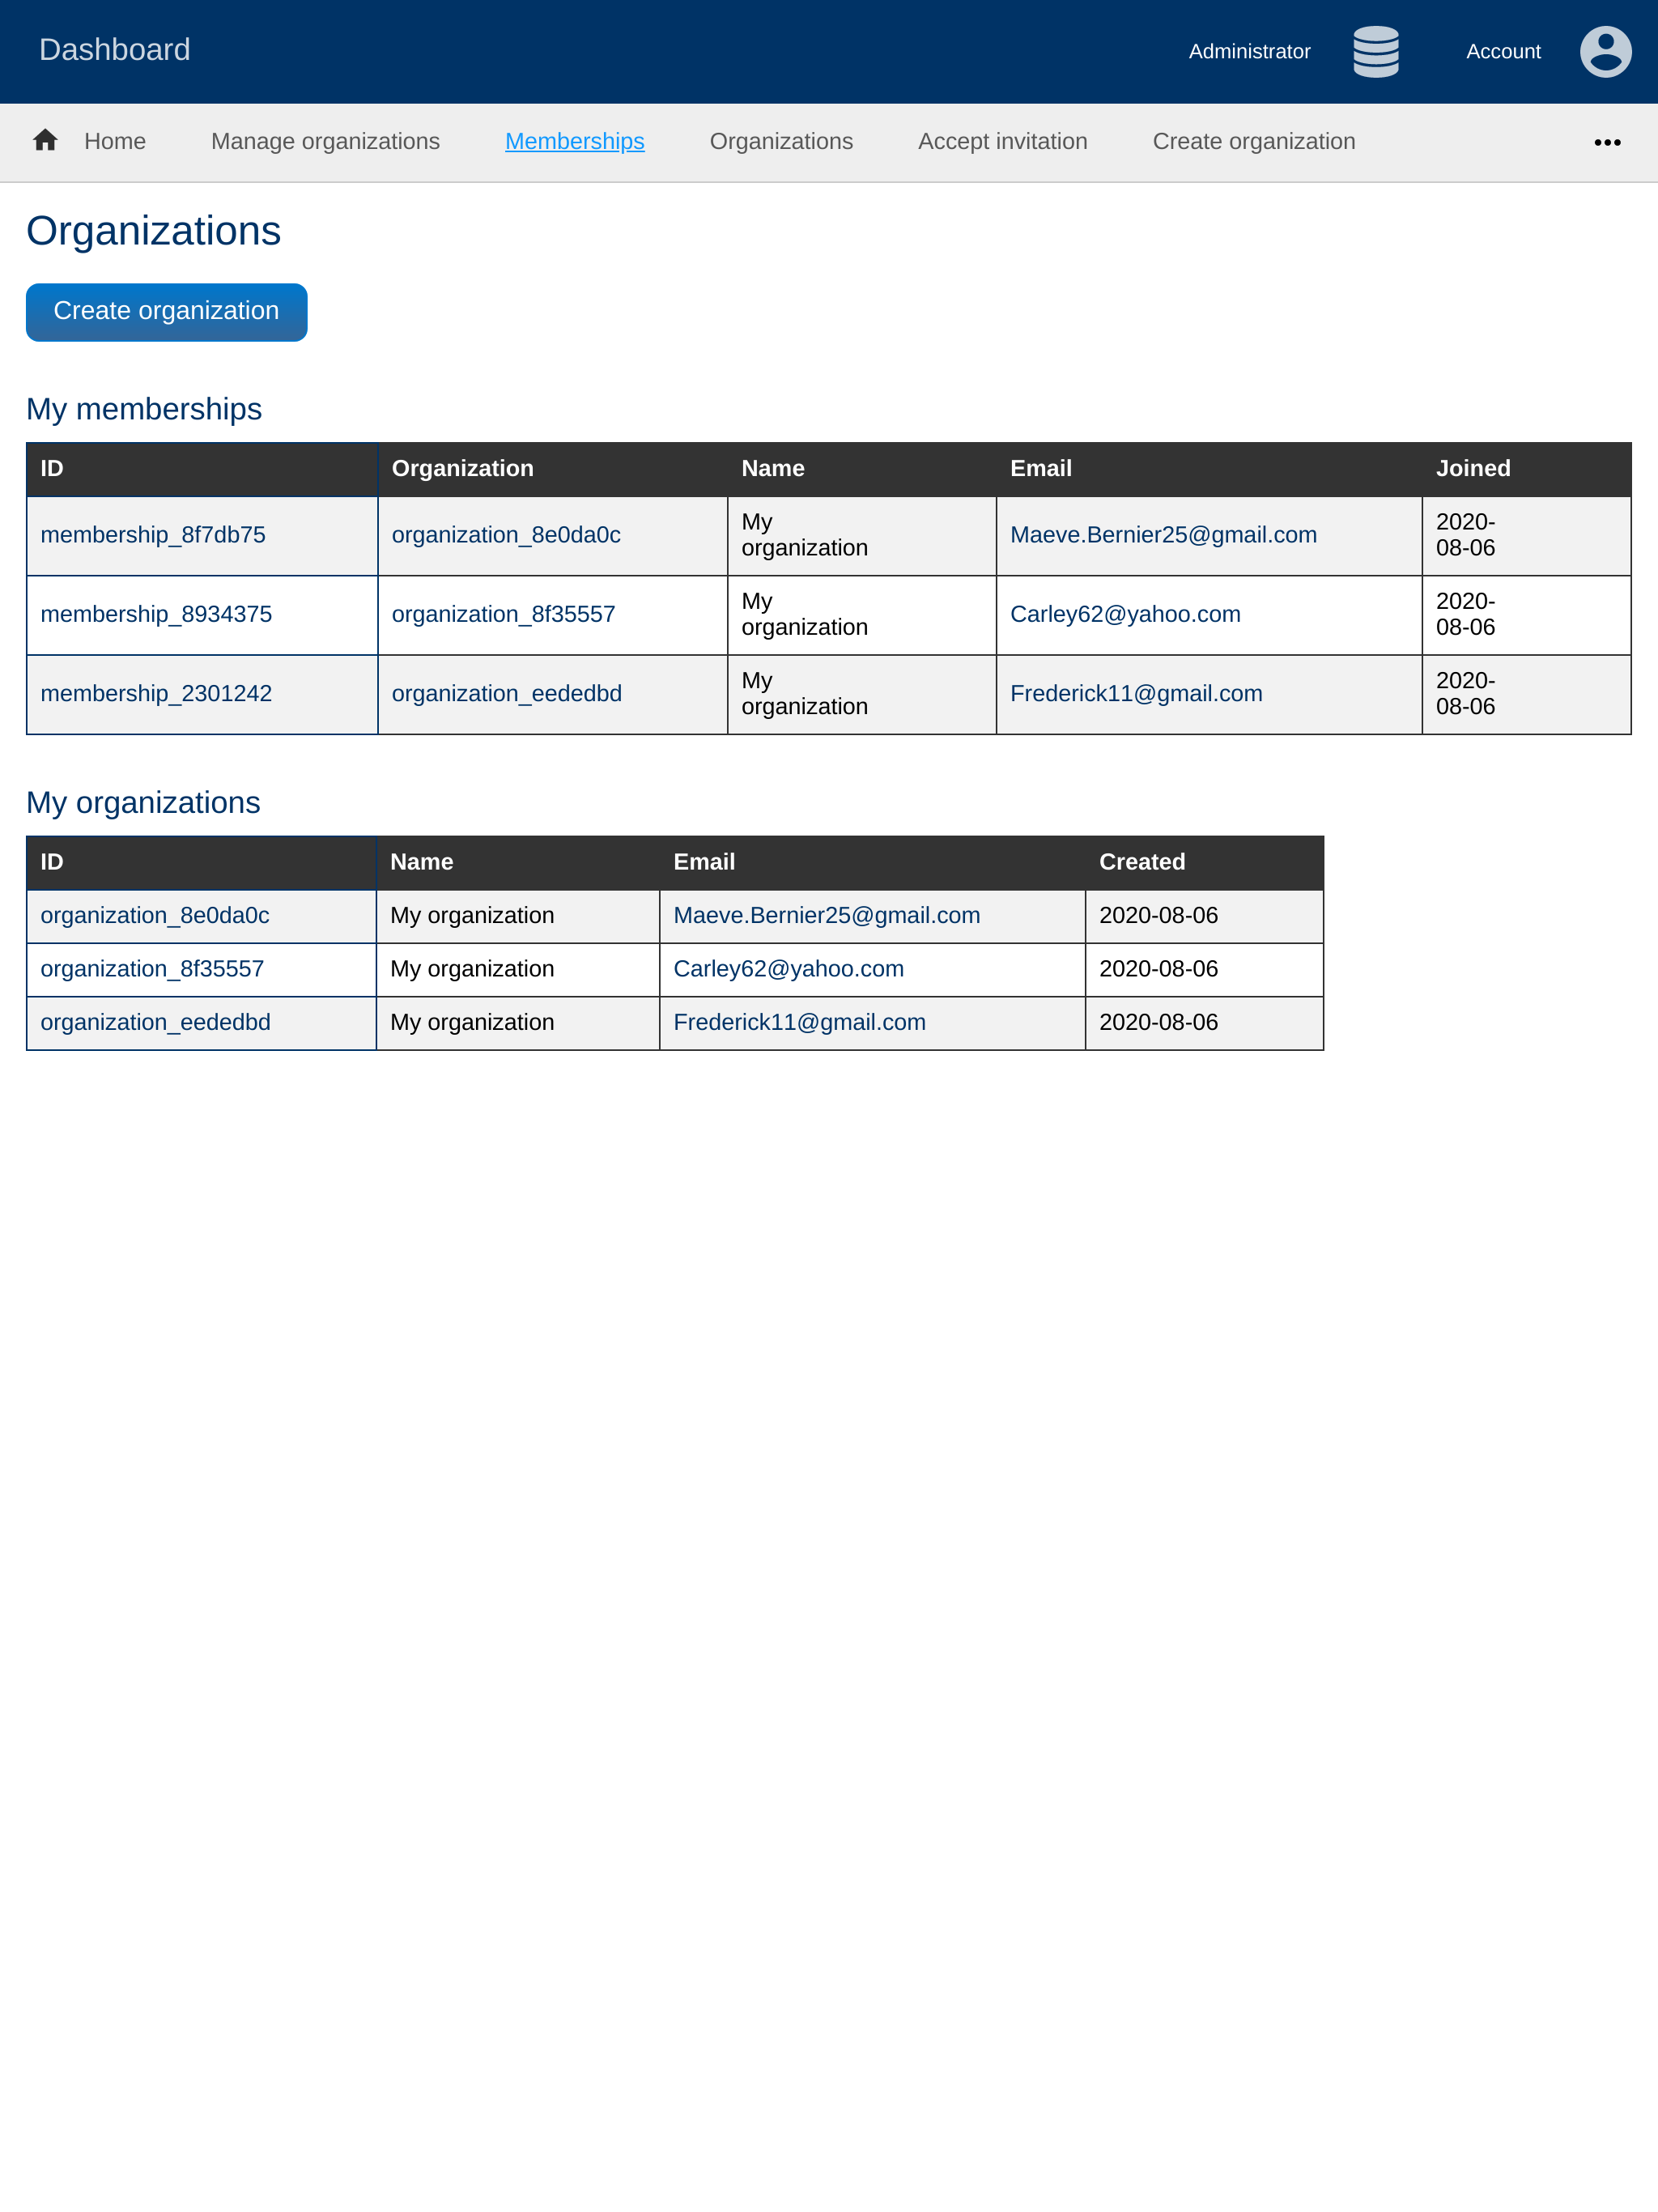 Dashboard Administrator Account
Home Manage organizations Memberships Organizations Accept invitation Create organization
Organizations
Create organization
My memberships
ID Organization Name Email Joined
membership_8f7db75 organization_8e0da0c My organization Maeve.Bernier25@gmail.com 2020-08-06
membership_8934375 organization_8f35557 My organization Carley62@yahoo.com 2020-08-06
membership_2301242 organization_eededbd My organization Frederick11@gmail.com 2020-08-06
My organizations
ID Name Email Created
organization_8e0da0c My organization Maeve.Bernier25@gmail.com 2020-08-06
organization_8f35557 My organization Carley62@yahoo.com 2020-08-06
organization_eededbd My organization Frederick11@gmail.com 2020-08-06